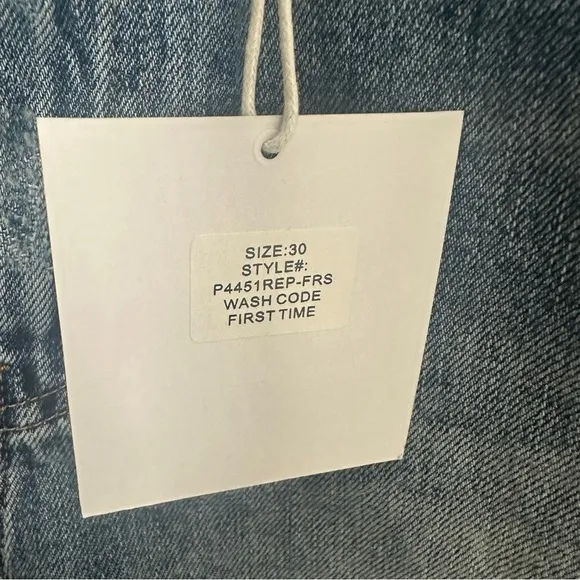 SIZE:30
STYLE#:
P4451REP-FRS
WASH CODE
FIRST TIME